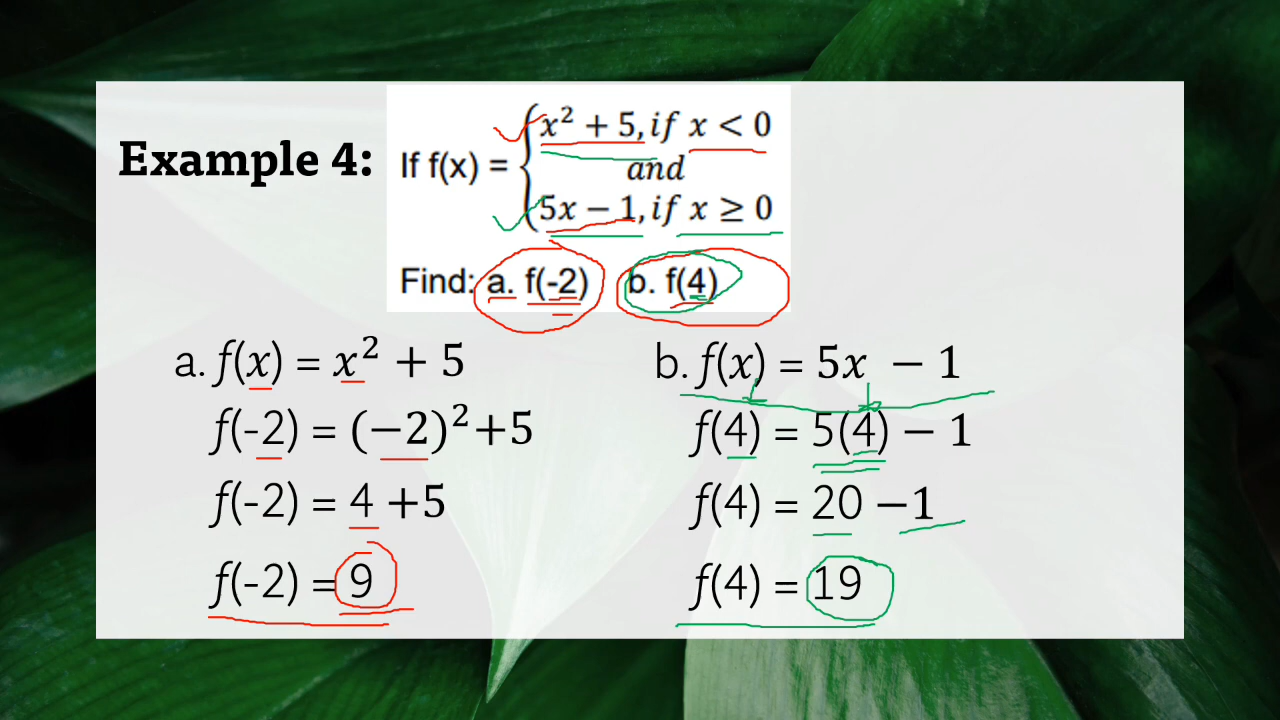 Example 4:
If f(x) = { x² + 5, if x < 0
and
5x − 1, if x ≥ 0
Find: a. f(-2) b. f(4)
a. f(x) = x² + 5
f(-2) = (−2)²+5
f(-2) = 4 +5
f(-2) = 9
b. f(x) = 5x − 1
f(4) = 5(4) − 1
f(4) = 20 −1
f(4) = 19